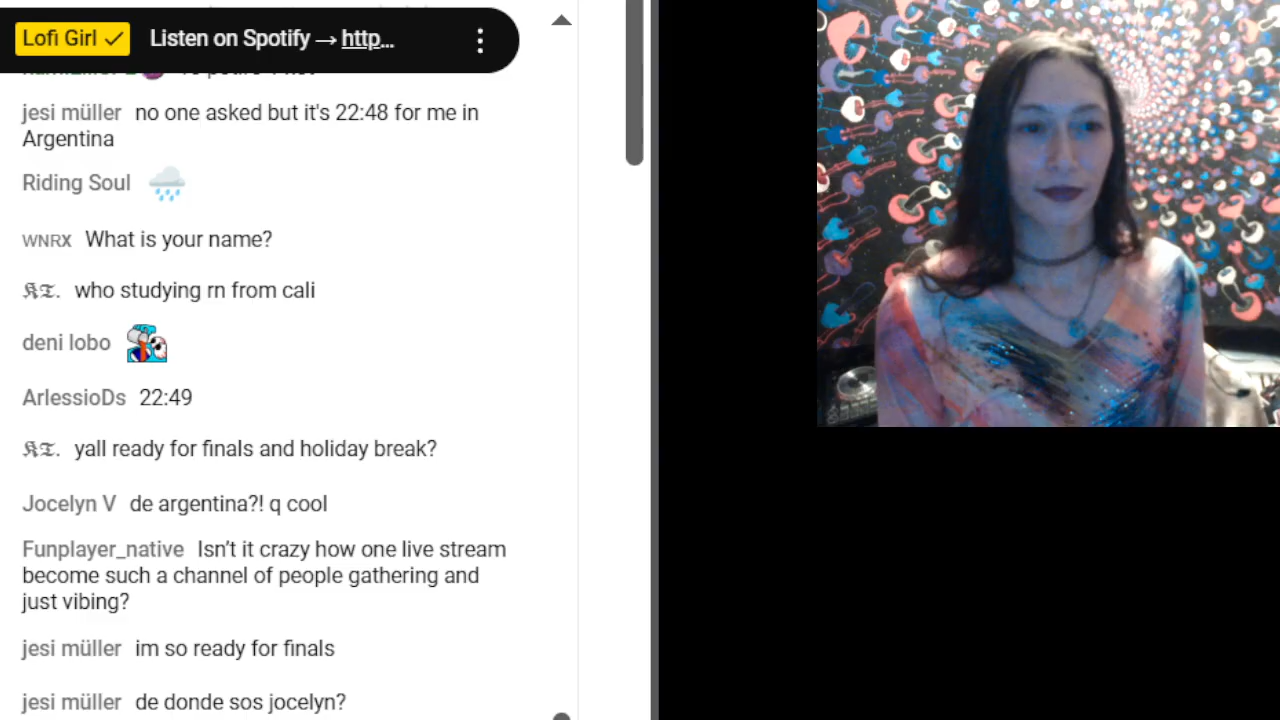 Lofi Girl Listen on Spotify → http...
jesi müller no one asked but it's 22:48 for me in
Argentina
Riding Soul
WNRX What is your name?
𝕶𝕿. who studying rn from cali
deni lobo
ArlessioDs 22:49
𝕶𝕿. yall ready for finals and holiday break?
Jocelyn V de argentina?! q cool
Funplayer_native Isn't it crazy how one live stream
become such a channel of people gathering and
just vibing?
jesi müller im so ready for finals
jesi müller de donde sos jocelyn?